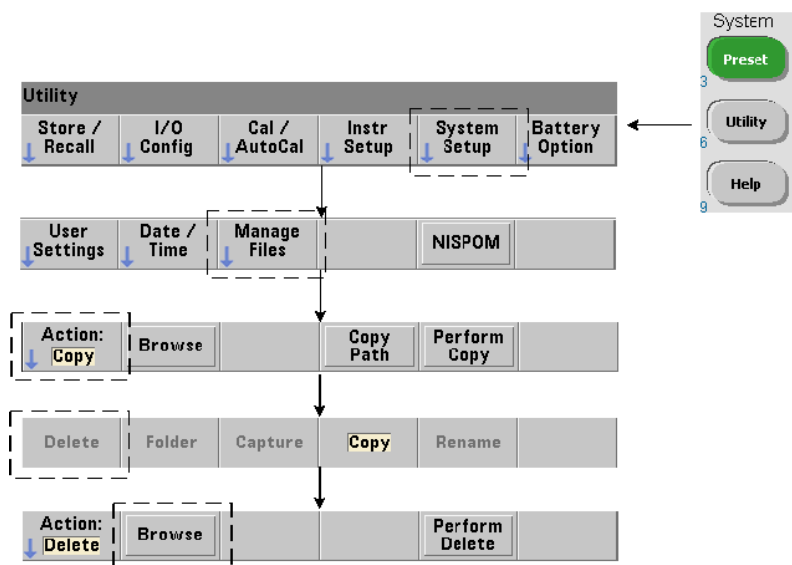 System
Preset
3
Utility
6
Help
9
Utility
Store /
Recall
I/O
Config
Cal /
AutoCal
Instr
Setup
System
Setup
Battery
Option
User
Settings
Date /
Time
Manage
Files
NISPOM
Action:
Copy
Browse
Copy
Path
Perform
Copy
Delete
Folder
Capture
Copy
Rename
Action:
Delete
Browse
Perform
Delete